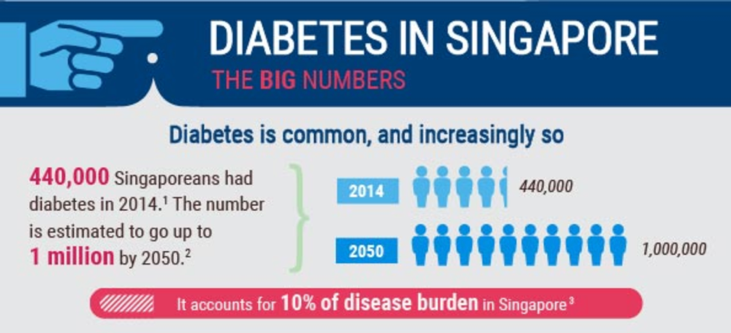 DIABETES IN SINGAPORE
THE BIG NUMBERS
Diabetes is common, and increasingly so
440,000 Singaporeans had
diabetes in 2014.¹ The number
is estimated to go up to
1 million by 2050.²
2014
440,000
2050
1,000,000
It accounts for 10% of disease burden in Singapore³